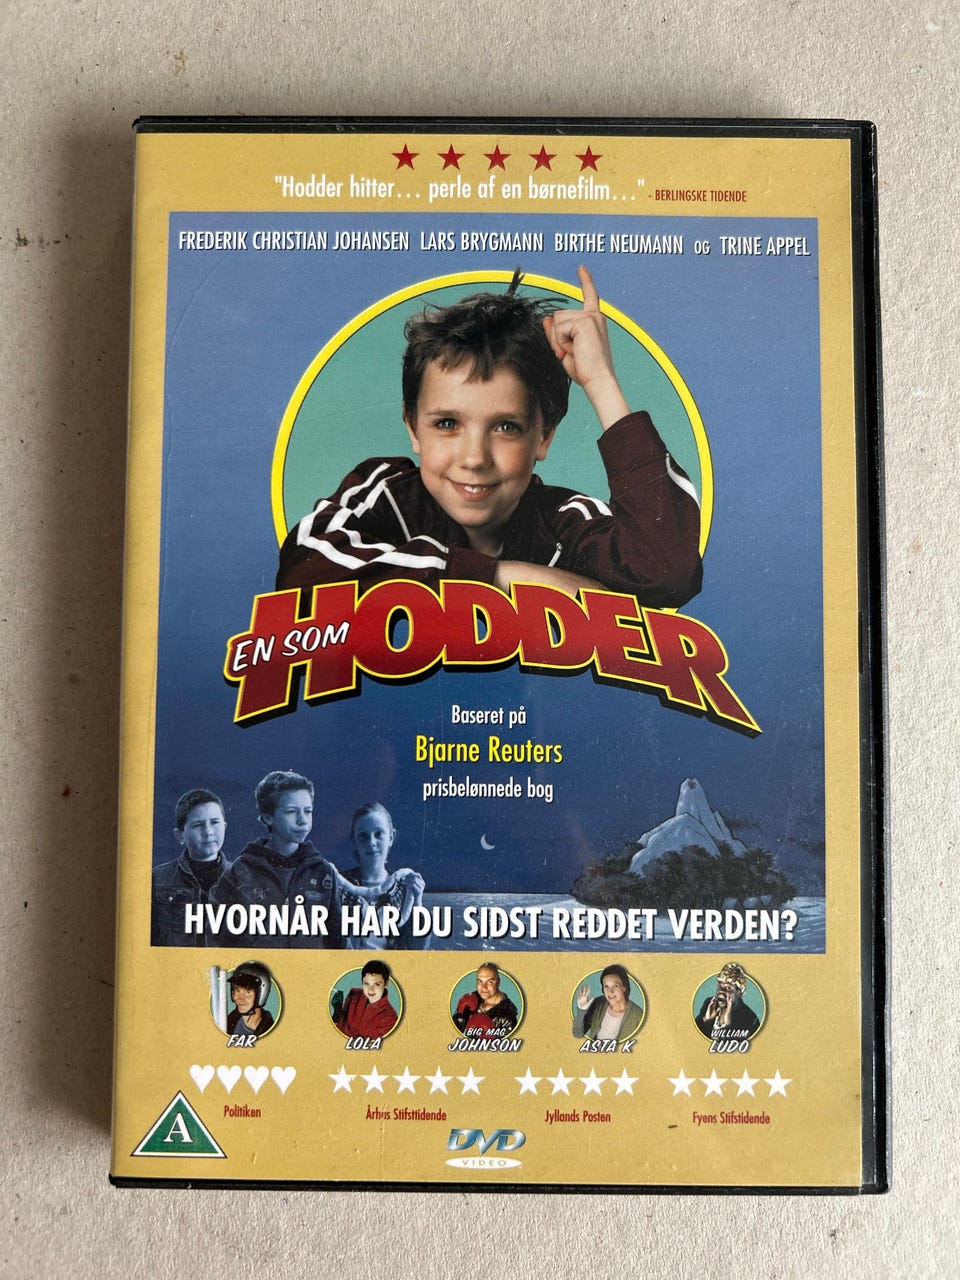 "Hodder hitter... perle af en børnefilm..." - BERLINGSKE TIDENDE
FREDERIK CHRISTIAN JOHANSEN LARS BRYGMANN BIRTHE NEUMANN OG TRINE APPEL
EN SOM HODDER
Baseret på
Bjarne Reuters
prisbelønnede bog
HVORNÅR HAR DU SIDST REDDET VERDEN?
FAR
LOLA
BIG MAC
JOHNSON
ASTA K
WILLIAM
LUDO
Politiken
Århus Stifsttidende
Jyllands Posten
Fyens Stifstidende
A
DVD
VIDEO